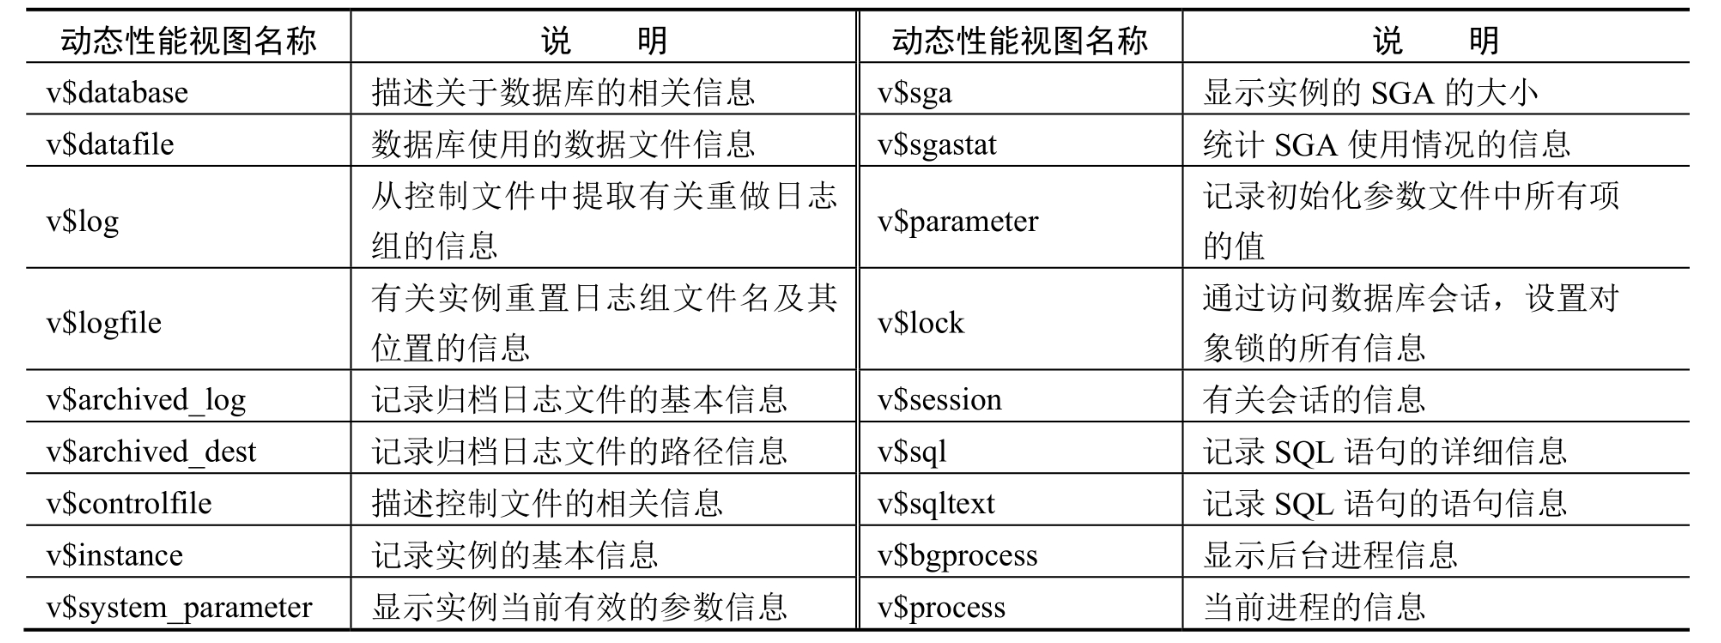 动态性能视图名称 说 明 动态性能视图名称 说 明
v$database 描述关于数据库的相关信息 v$sga 显示实例的 SGA 的大小
v$datafile 数据库使用的数据文件信息 v$sgastat 统计 SGA 使用情况的信息
v$log 从控制文件中提取有关重做日志 v$parameter 记录初始化参数文件中所有项
组的信息 的值
v$logfile 有关实例重置日志组文件名及其 v$lock 通过访问数据库会话，设置对
位置的信息 象锁的所有信息
v$archived_log 记录归档日志文件的基本信息 v$session 有关会话的信息
v$archived_dest 记录归档日志文件的路径信息 v$sql 记录 SQL 语句的详细信息
v$controlfile 描述控制文件的相关信息 v$sqltext 记录 SQL 语句的语句信息
v$instance 记录实例的基本信息 v$bgprocess 显示后台进程信息
v$system_parameter 显示实例当前有效的参数信息 v$process 当前进程的信息